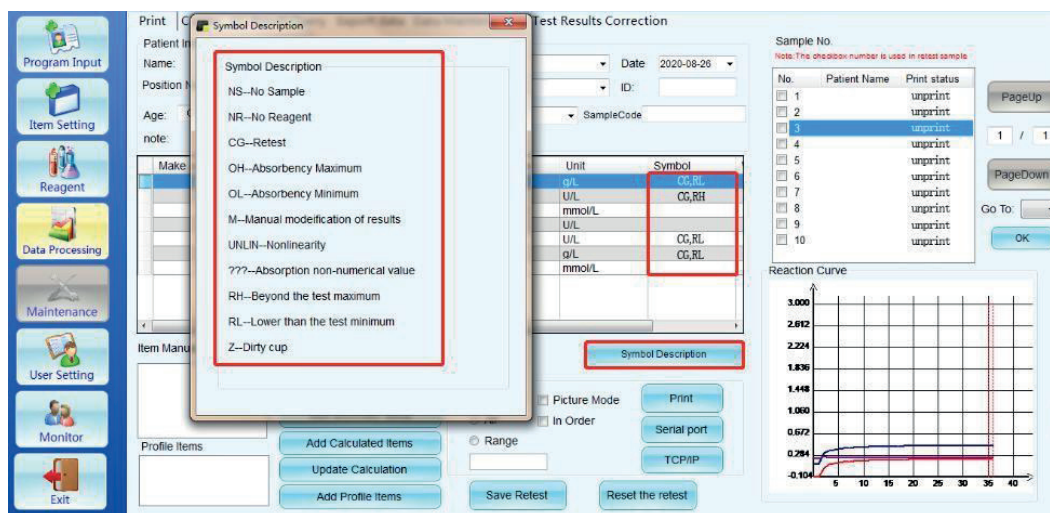 Program Input
Item Setting
Reagent
Data Processing
Maintenance
User Setting
Monitor
Exit
Print
Test Results Correction
Patient In
Name:
Date 2020-08-26
Position N
ID:
Age:
SampleCode
note:
Make Unit Symbol
g/L CG,RL
U/L CG,RH
mmol/L
U/L
U/L CG,RL
g/L CG,RL
mmol/L
Symbol Description
Symbol Description
NS--No Sample
NR--No Reagent
CG--Retest
OH--Absorbency Maximum
OL--Absorbency Minimum
M--Manual modeification of results
UNLIN--Nonlinearity
???--Absorption non-numerical value
RH--Beyond the test maximum
RL--Lower than the test minimum
Z--Dirty cup
Item Manu
Symbol Description
Profile Items
Add Calculated Items
Update Calculation
Add Profile Items
Picture Mode
In Order
Range
Print
Serial port
TCP/IP
Save Retest
Reset the retest
Sample No.
Note:The checkbox number is used in retest sample
No. Patient Name Print status
1 unprint
2 unprint
3 unprint
4 unprint
5 unprint
6 unprint
7 unprint
8 unprint
9 unprint
10 unprint
PageUp
1 / 1
PageDown
Go To:
OK
Reaction Curve
3.000
2.612
2.224
1.836
1.448
1.060
0.672
0.284
-0.104
5 10 15 20 25 30 35 40